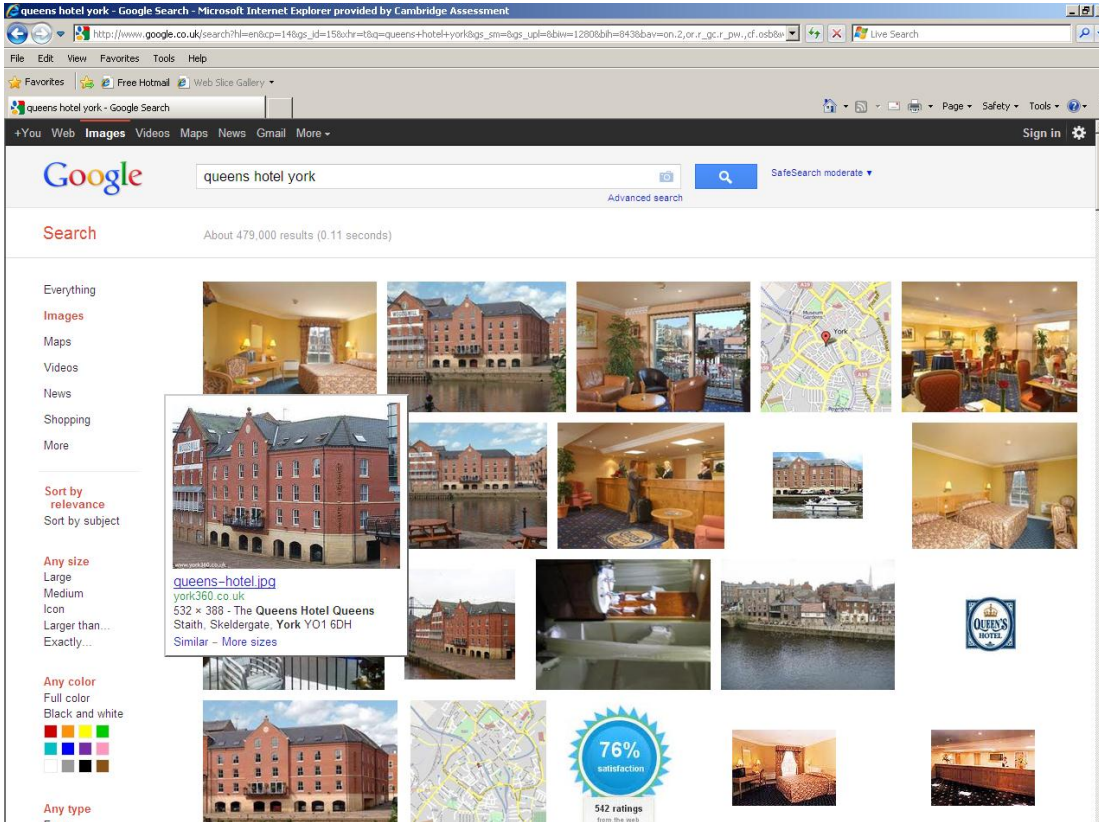 queens hotel york - Google Search - Microsoft Internet Explorer provided by Cambridge Assessment
http://www.google.co.uk/search?hl=en&cp=14&gs_id=15&xhr=t&q=queens+hotel+york&gs_sm=&gs_upl=&biw=1280&bih=843&bav=on.2,or.r_gc.r_pw.,cf.osb&
Live Search
File Edit View Favorites Tools Help
Favorites Free Hotmail Web Slice Gallery
queens hotel york - Google Search
Page Safety Tools
+You Web Images Videos Maps News Gmail More
Sign in
Google
queens hotel york
SafeSearch moderate
Advanced search
Search
About 479,000 results (0.11 seconds)
Everything
Images
Maps
Videos
News
Shopping
More
Sort by
relevance
Sort by subject
Any size
Large
Medium
Icon
Larger than...
Exactly...
Any color
Full color
Black and white
Any type
Museum
Gardens
York
www.york360.co.uk
queens-hotel.jpg
york360.co.uk
532 × 388 - The Queens Hotel Queens
Staith, Skeldergate, York YO1 6DH
Similar - More sizes
QUEEN'S
HOTEL
76%
satisfaction
542 ratings
from the web